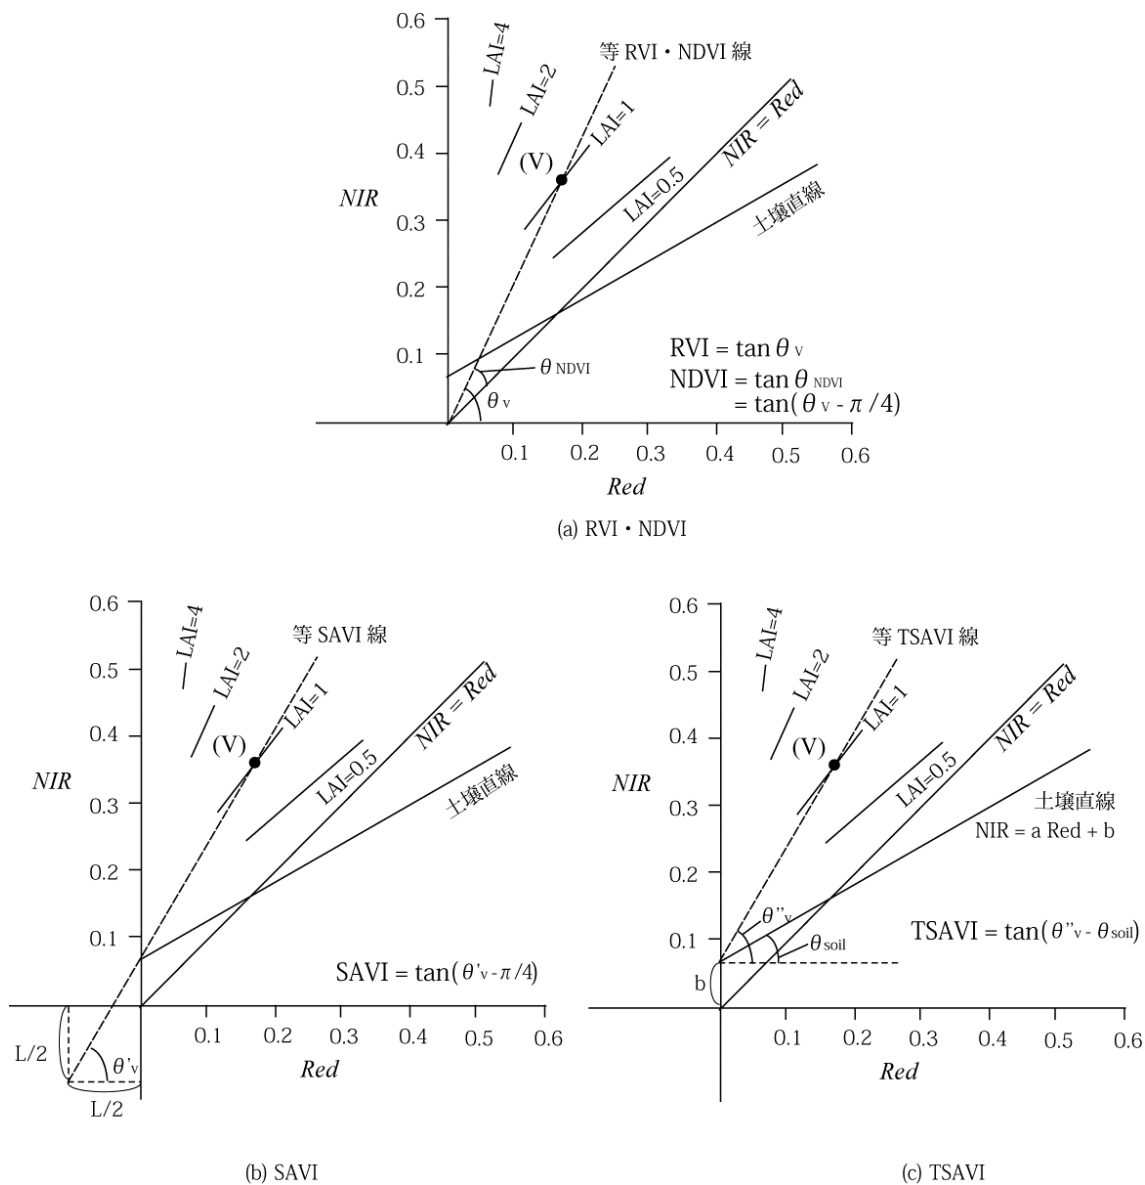 0.6
0.5
0.4
0.3
0.2
0.1
NIR
LAI=4
LAI=2
等 RVI・NDVI 線
LAI=1
(V)
LAI=0.5
NIR = Red
土壌直線
θ NDVI
θ v
RVI = tan θ v
NDVI = tan θ NDVI
= tan( θ v - π /4)
0.1 0.2 0.3 0.4 0.5 0.6
Red
(a) RVI・NDVI
0.6
0.5
0.4
0.3
0.2
0.1
NIR
LAI=4
LAI=2
等 SAVI 線
LAI=1
(V)
LAI=0.5
NIR = Red
土壌直線
SAVI = tan( θ'v - π/4)
0.1 0.2 0.3 0.4 0.5 0.6
L/2
θ'v
L/2
Red
(b) SAVI
0.6
0.5
0.4
0.3
0.2
0.1
NIR
LAI=4
LAI=2
等 TSAVI 線
LAI=1
(V)
LAI=0.5
NIR = Red
土壌直線
NIR = a Red + b
θ''v
θ soil
TSAVI = tan( θ''v - θ soil)
b
0.1 0.2 0.3 0.4 0.5 0.6
Red
(c) TSAVI